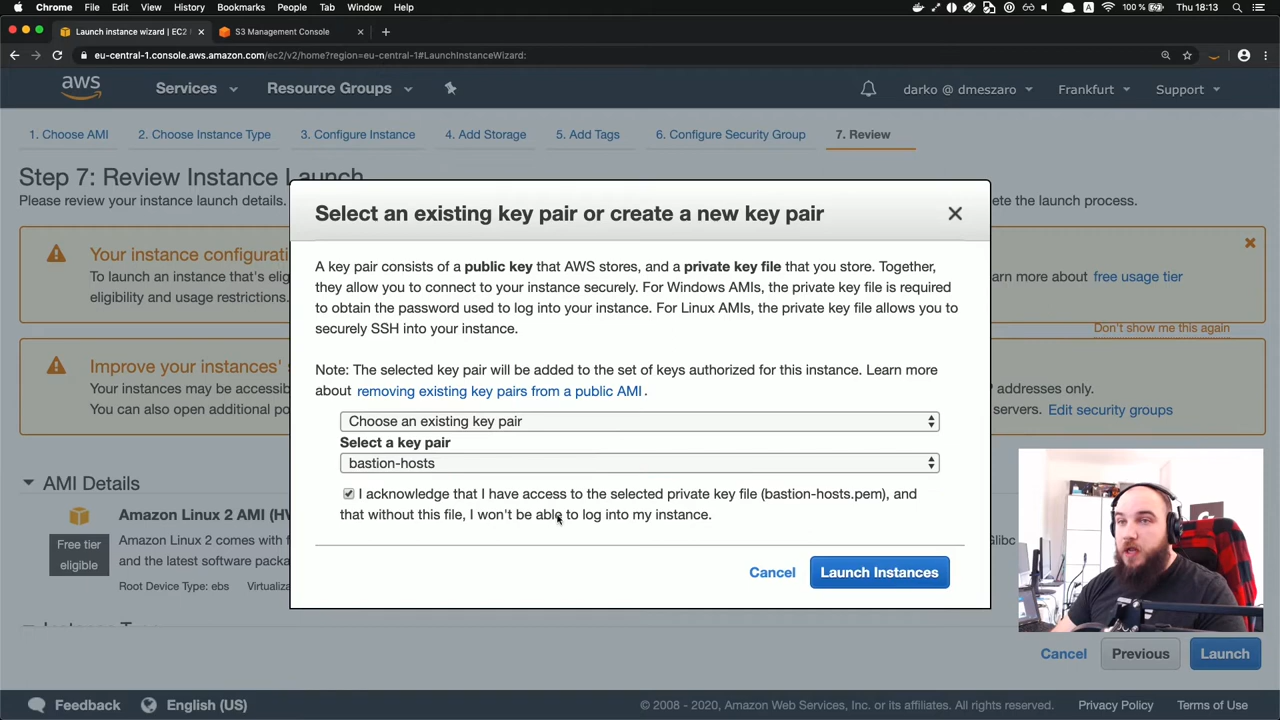 Chrome File Edit View History Bookmarks People Tab Window Help 100 % Thu 18:13
Launch instance wizard | EC2 S3 Management Console
eu-central-1.console.aws.amazon.com/ec2/v2/home?region=eu-central-1#LaunchInstanceWizard:
aws Services Resource Groups darko @ dmeszaro Frankfurt Support
1. Choose AMI 2. Choose Instance Type 3. Configure Instance 4. Add Storage 5. Add Tags 6. Configure Security Group 7. Review
Step 7: Review Instance Launch
Please review your instance launch details. ete the launch process.
Select an existing key pair or create a new key pair
Your instance configurati
To launch an instance that's elig arn more about free usage tier
eligibility and usage restrictions.
Don't show me this again
A key pair consists of a public key that AWS stores, and a private key file that you store. Together,
they allow you to connect to your instance securely. For Windows AMIs, the private key file is required
to obtain the password used to log into your instance. For Linux AMIs, the private key file allows you to
securely SSH into your instance.
Improve your instances' s
Your instances may be accessib P addresses only.
You can also open additional po servers. Edit security groups
Note: The selected key pair will be added to the set of keys authorized for this instance. Learn more
about removing existing key pairs from a public AMI .
Choose an existing key pair
Select a key pair
bastion-hosts
I acknowledge that I have access to the selected private key file (bastion-hosts.pem), and
that without this file, I won't be able to log into my instance.
Cancel Launch Instances
AMI Details
Amazon Linux 2 AMI (HV
Free tier
eligible
Amazon Linux 2 comes with f Glibc
and the latest software packa
Root Device Type: ebs Virtualiza
Cancel Previous Launch
Feedback English (US) © 2008 - 2020, Amazon Web Services, Inc. or its affiliates. All rights reserved. Privacy Policy Terms of Use